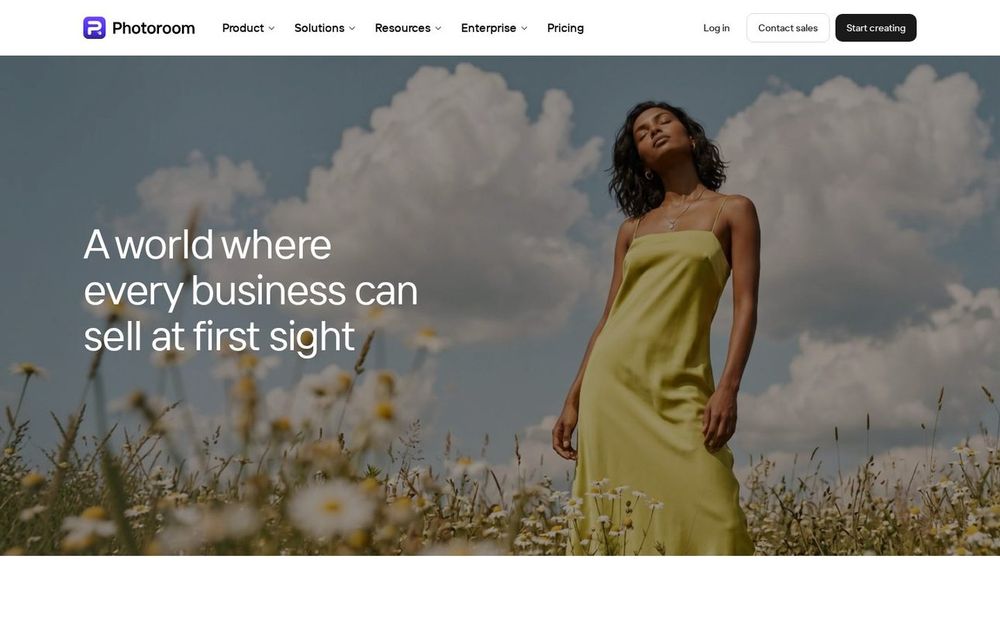 Photoroom
Product
Solutions
Resources
Enterprise
Pricing
Log in
Contact sales
Start creating
A world where
every business can
sell at first sight